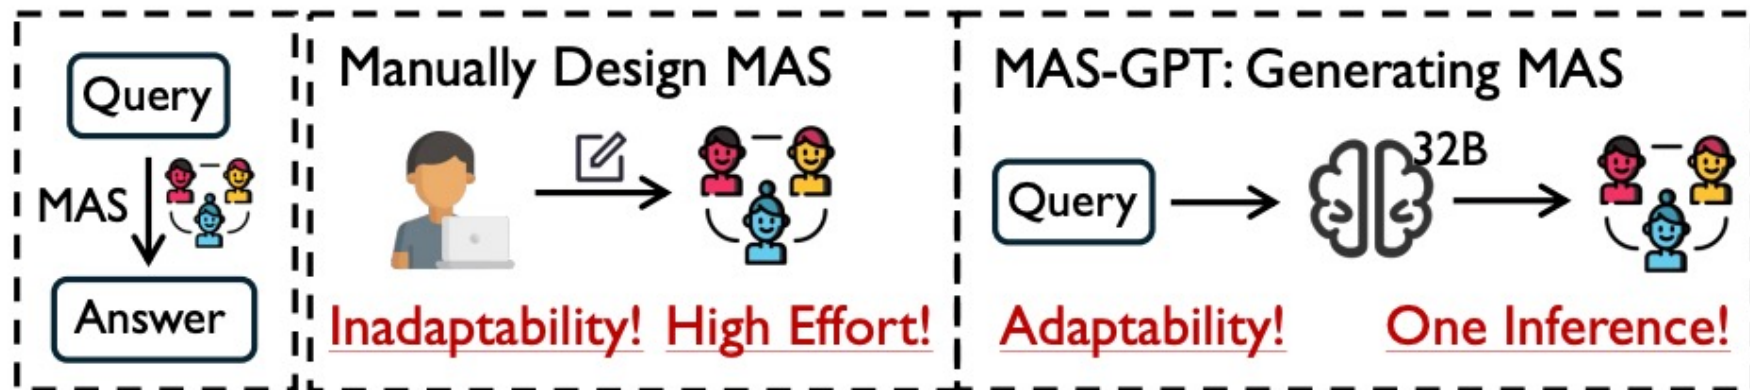 Query
MAS
Answer
Manually Design MAS
Inadaptability! High Effort!
MAS-GPT: Generating MAS
Query
32B
Adaptability! One Inference!